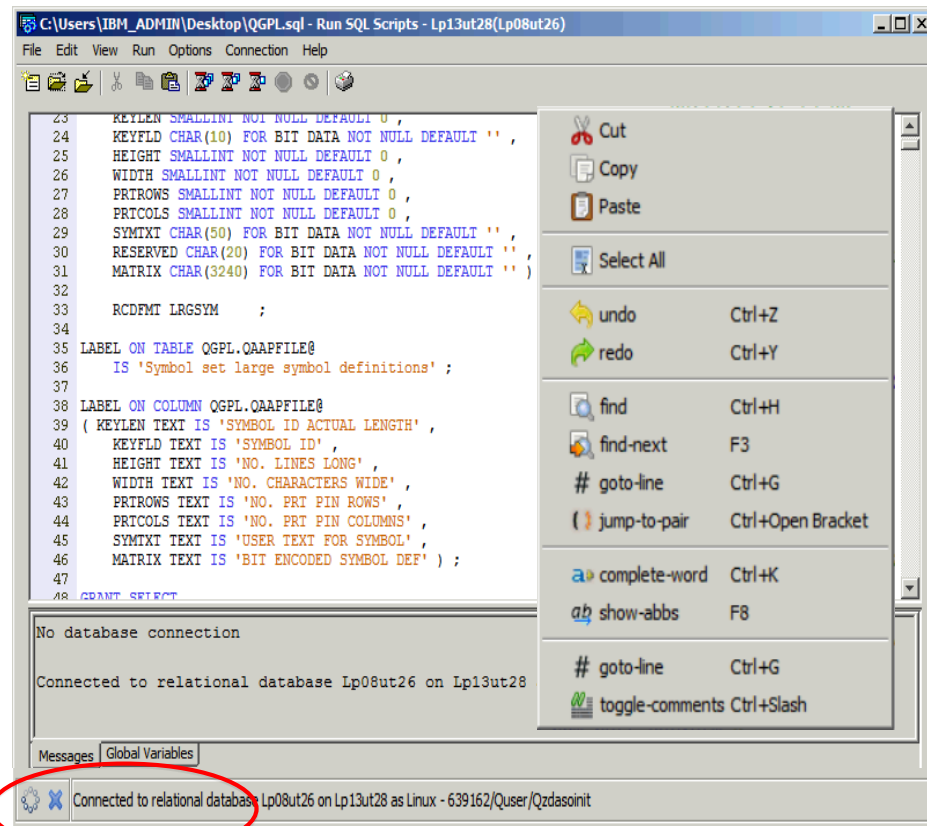 C:\Users\IBM_ADMIN\Desktop\QGPL.sql - Run SQL Scripts - Lp13ut28(Lp08ut26)
File Edit View Run Options Connection Help
23 KEYLEN SMALLINT NOT NULL DEFAULT 0 ,
24 KEYFLD CHAR(10) FOR BIT DATA NOT NULL DEFAULT '' ,
25 HEIGHT SMALLINT NOT NULL DEFAULT 0 ,
26 WIDTH SMALLINT NOT NULL DEFAULT 0 ,
27 PRTROWS SMALLINT NOT NULL DEFAULT 0 ,
28 PRTCOLS SMALLINT NOT NULL DEFAULT 0 ,
29 SYMTXT CHAR(50) FOR BIT DATA NOT NULL DEFAULT '' ,
30 RESERVED CHAR(20) FOR BIT DATA NOT NULL DEFAULT '' ,
31 MATRIX CHAR(3240) FOR BIT DATA NOT NULL DEFAULT '' )
32
33 RCDFMT LRGSYM ;
34
35 LABEL ON TABLE QGPL.QAAPFILE@
36 IS 'Symbol set large symbol definitions' ;
37
38 LABEL ON COLUMN QGPL.QAAPFILE@
39 ( KEYLEN TEXT IS 'SYMBOL ID ACTUAL LENGTH' ,
40 KEYFLD TEXT IS 'SYMBOL ID' ,
41 HEIGHT TEXT IS 'NO. LINES LONG' ,
42 WIDTH TEXT IS 'NO. CHARACTERS WIDE' ,
43 PRTROWS TEXT IS 'NO. PRT PIN ROWS' ,
44 PRTCOLS TEXT IS 'NO. PRT PIN COLUMNS' ,
45 SYMTXT TEXT IS 'USER TEXT FOR SYMBOL' ,
46 MATRIX TEXT IS 'BIT ENCODED SYMBOL DEF' ) ;
47
48 GRANT SELECT
Cut
Copy
Paste
Select All
undo Ctrl+Z
redo Ctrl+Y
find Ctrl+H
find-next F3
# goto-line Ctrl+G
jump-to-pair Ctrl+Open Bracket
complete-word Ctrl+K
show-abbs F8
# goto-line Ctrl+G
toggle-comments Ctrl+Slash
No database connection
Connected to relational database Lp08ut26 on Lp13ut28
Messages Global Variables
Connected to relational database Lp08ut26 on Lp13ut28 as Linux - 639162/Quser/Qzdasoinit